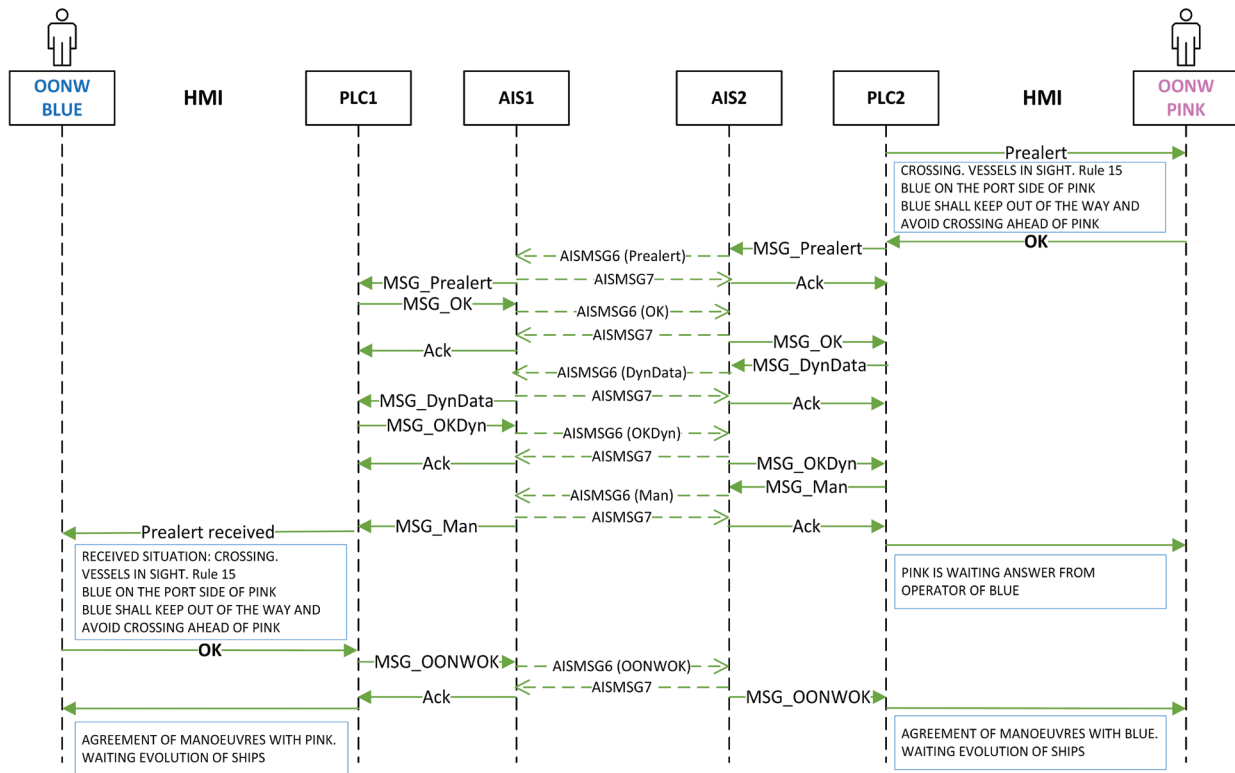 OONW
BLUE
HMI
PLC1
AIS1
AIS2
PLC2
HMI
OONW
PINK
Prealert
CROSSING. VESSELS IN SIGHT. Rule 15
BLUE ON THE PORT SIDE OF PINK
BLUE SHALL KEEP OUT OF THE WAY AND
AVOID CROSSING AHEAD OF PINK
OK
MSG_Prealert
AISMSG6 (Prealert)
MSG_Prealert
AISMSG7
Ack
MSG_OK
AISMSG6 (OK)
AISMSG7
MSG_OK
Ack
MSG_DynData
AISMSG6 (DynData)
MSG_DynData
AISMSG7
Ack
MSG_OKDyn
AISMSG6 (OKDyn)
AISMSG7
Ack
MSG_OKDyn
MSG_Man
AISMSG6 (Man)
AISMSG7
Prealert received
MSG_Man
Ack
RECEIVED SITUATION: CROSSING.
VESSELS IN SIGHT. Rule 15
BLUE ON THE PORT SIDE OF PINK
BLUE SHALL KEEP OUT OF THE WAY AND
AVOID CROSSING AHEAD OF PINK
PINK IS WAITING ANSWER FROM
OPERATOR OF BLUE
OK
MSG_OONWOK
AISMSG6 (OONWOK)
AISMSG7
Ack
MSG_OONWOK
AGREEMENT OF MANOEUVRES WITH PINK.
WAITING EVOLUTION OF SHIPS
AGREEMENT OF MANOEUVRES WITH BLUE.
WAITING EVOLUTION OF SHIPS